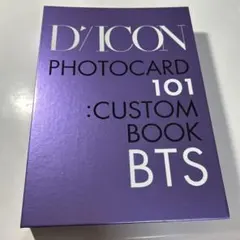 D'/ICON
PHOTOCARD
101
:CUSTOM
BOOK
BTS